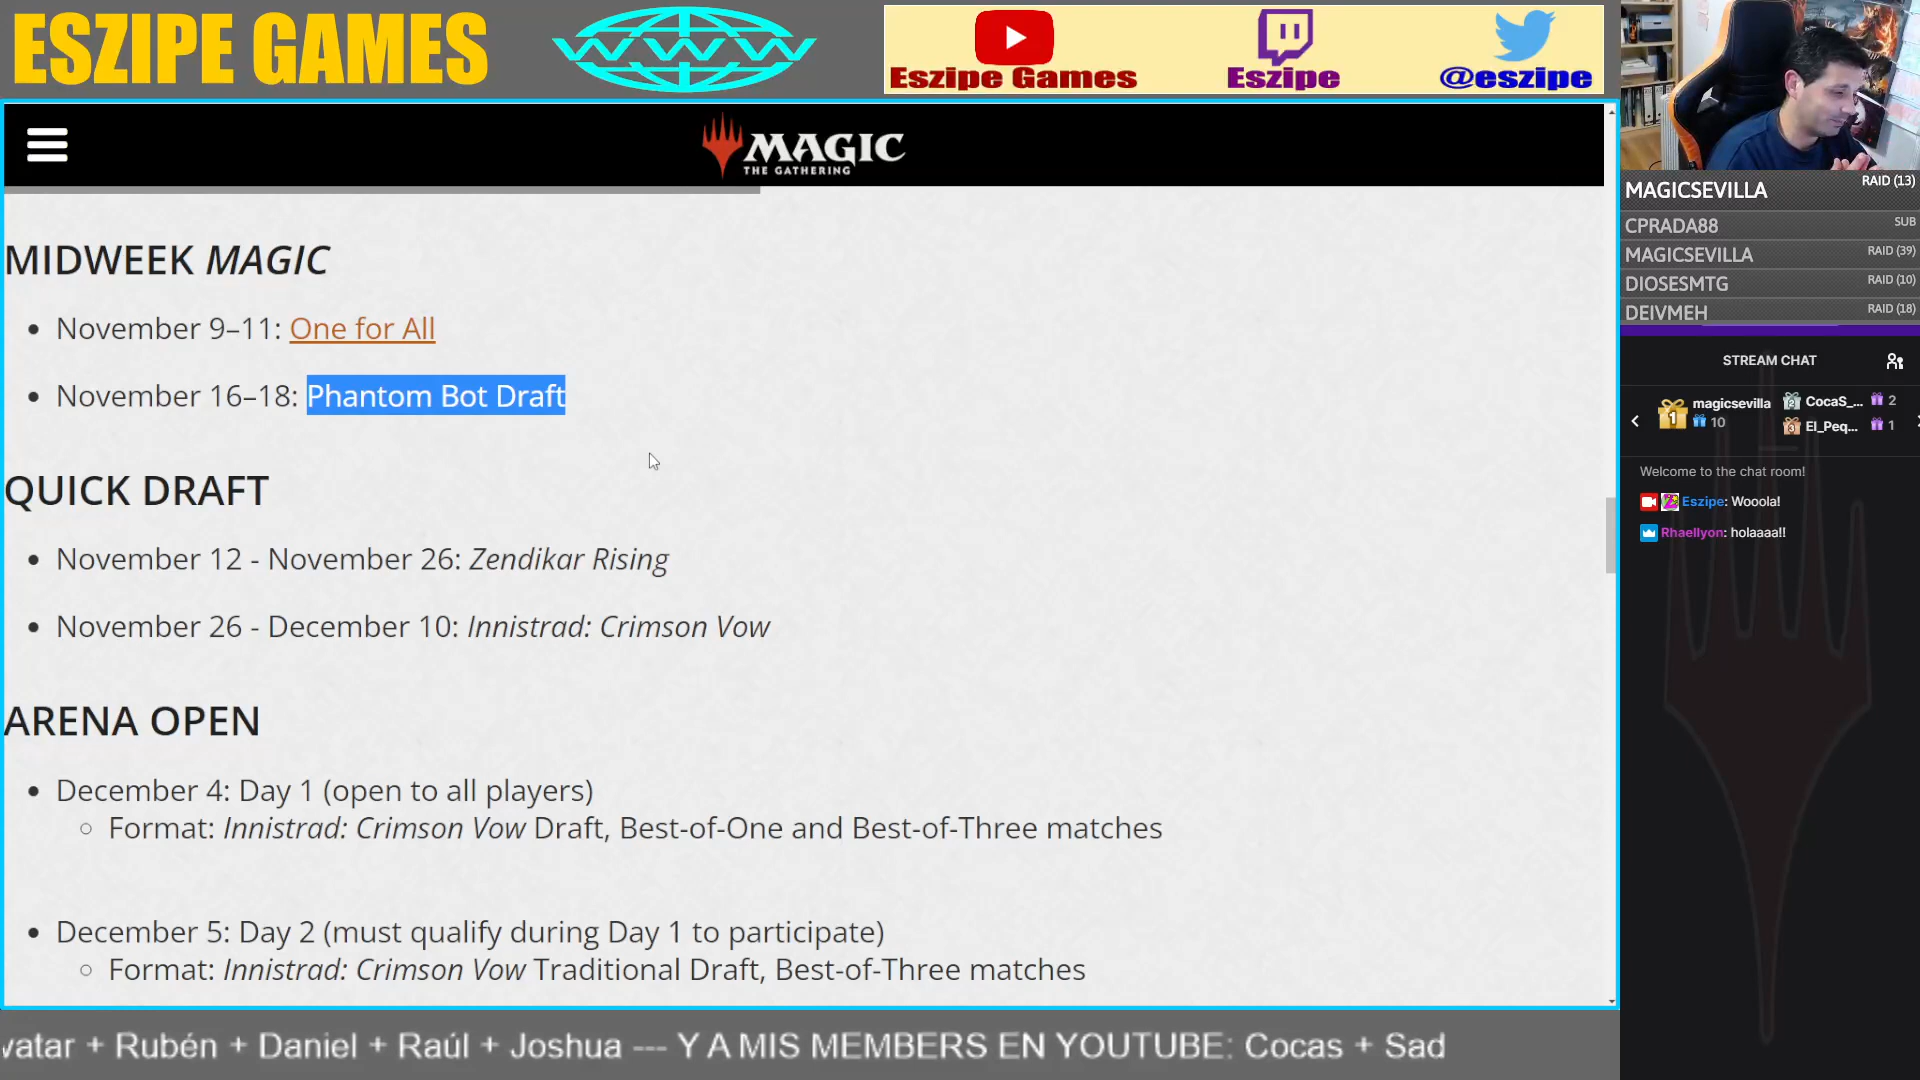 ESZIPE GAMES
WWW
Eszipe Games
Eszipe
@eszipe
MAGIC
THE GATHERING
MIDWEEK MAGIC
• November 9–11: One for All
• November 16–18: Phantom Bot Draft
QUICK DRAFT
• November 12 - November 26: Zendikar Rising
• November 26 - December 10: Innistrad: Crimson Vow
ARENA OPEN
• December 4: Day 1 (open to all players)
○ Format: Innistrad: Crimson Vow Draft, Best-of-One and Best-of-Three matches
• December 5: Day 2 (must qualify during Day 1 to participate)
○ Format: Innistrad: Crimson Vow Traditional Draft, Best-of-Three matches
vatar + Rubén + Daniel + Raúl + Joshua --- Y A MIS MEMBERS EN YOUTUBE: Cocas + Sad
MAGICSEVILLA RAID (13)
CPRADA88 SUB
MAGICSEVILLA RAID (39)
DIOSESMTG RAID (10)
DEIVMEH RAID (18)
STREAM CHAT
1 magicsevilla 10
2 CocaS_... 2
3 El_Peq... 1
Welcome to the chat room!
Eszipe: Wooola!
Rhaellyon: holaaaa!!